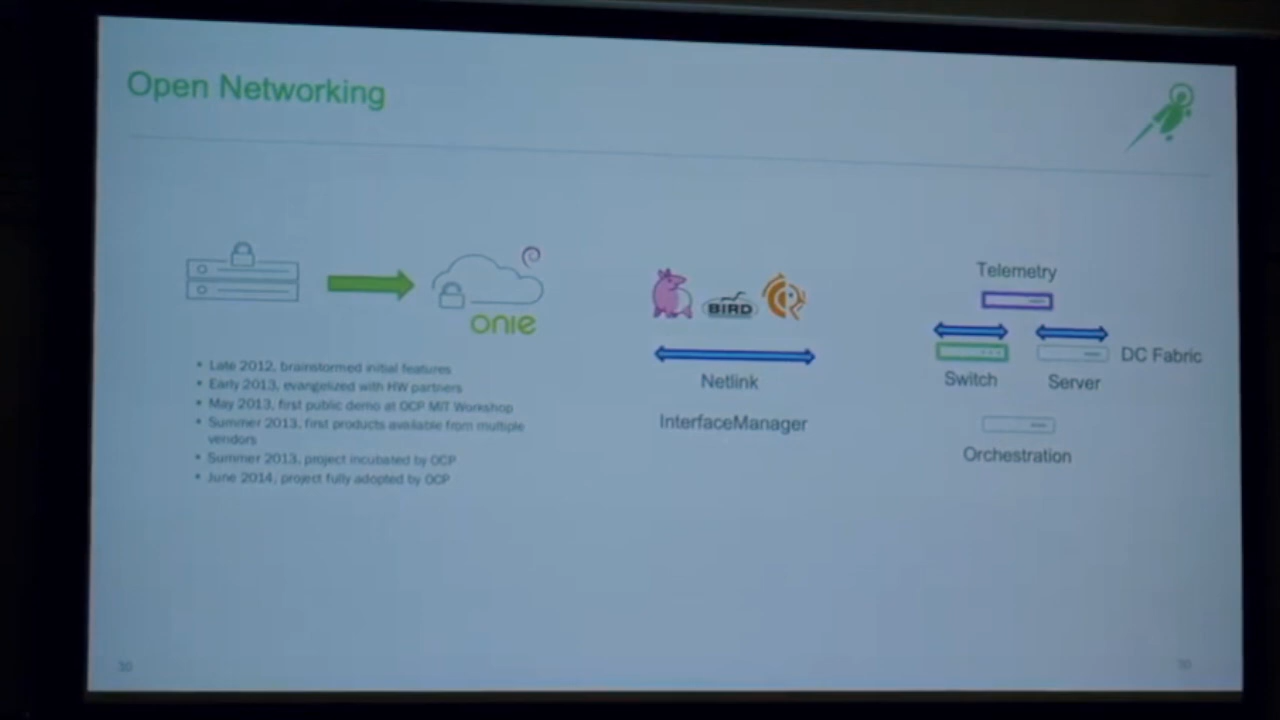 Open Networking
onie
• Late 2012, brainstormed initial features
• Early 2013, evangelized with HW partners
• May 2013, first public demo at OCP MIT Workshop
• Summer 2013, first products available from multiple
vendors
• Summer 2013, project incubated by OCP
• June 2014, project fully adopted by OCP
BIRD
Netlink
InterfaceManager
Telemetry
Switch
Server
DC Fabric
Orchestration
30
30